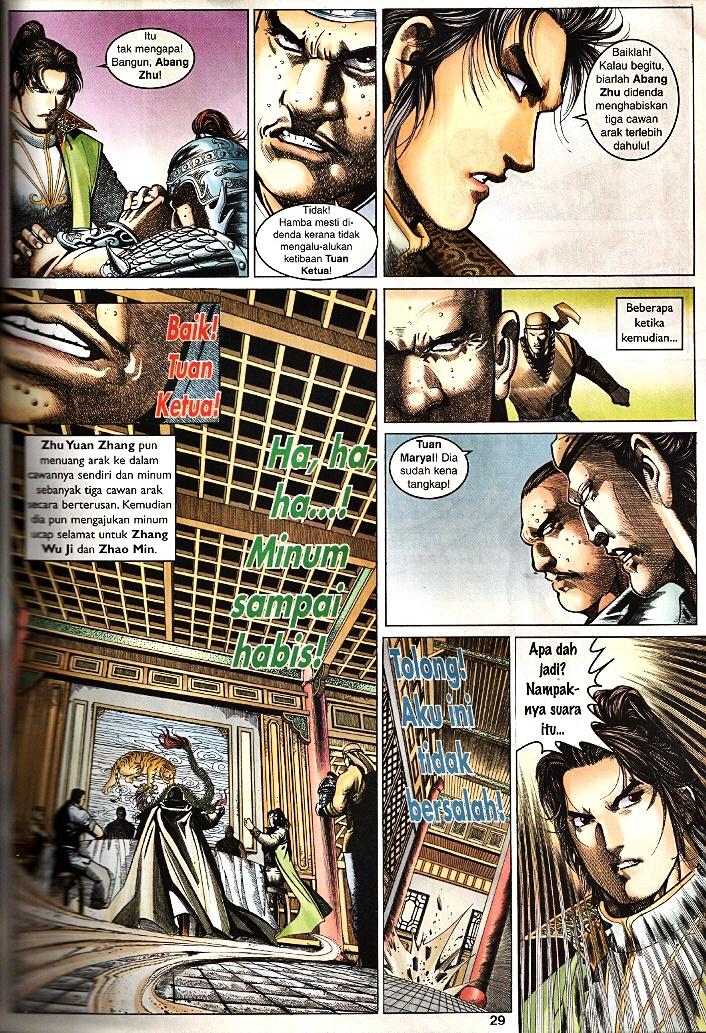 Itu
tak mengapa!
Bangun, Abang
Zhu!
Tidak!
Hamba mesti di-
denda kerana tidak
mengalu-alukan
ketibaan Tuan
Ketua!
Baiklah!
Kalau begitu,
biarlah Abang
Zhu didenda
menghabiskan
tiga cawan
arak terlebih
dahulu!
Baik!
Tuan
Ketua!
Zhu Yuan Zhang pun
menuang arak ke dalam
cawannya sendiri dan minum
sebanyak tiga cawan arak
secara berterusan. Kemudian
dia pun mengajukan minum
ucap selamat untuk Zhang
Wu Ji dan Zhao Min.
Ha, ha,
ha...!
Minum
sampai
habis!
Beberapa
ketika
kemudian...
Tuan
Maryal! Dia
sudah kena
tangkap!
Tolong!
Aku ini
tidak
bersalah!
Apa dah
jadi?
Nampak-
nya suara
itu...
29